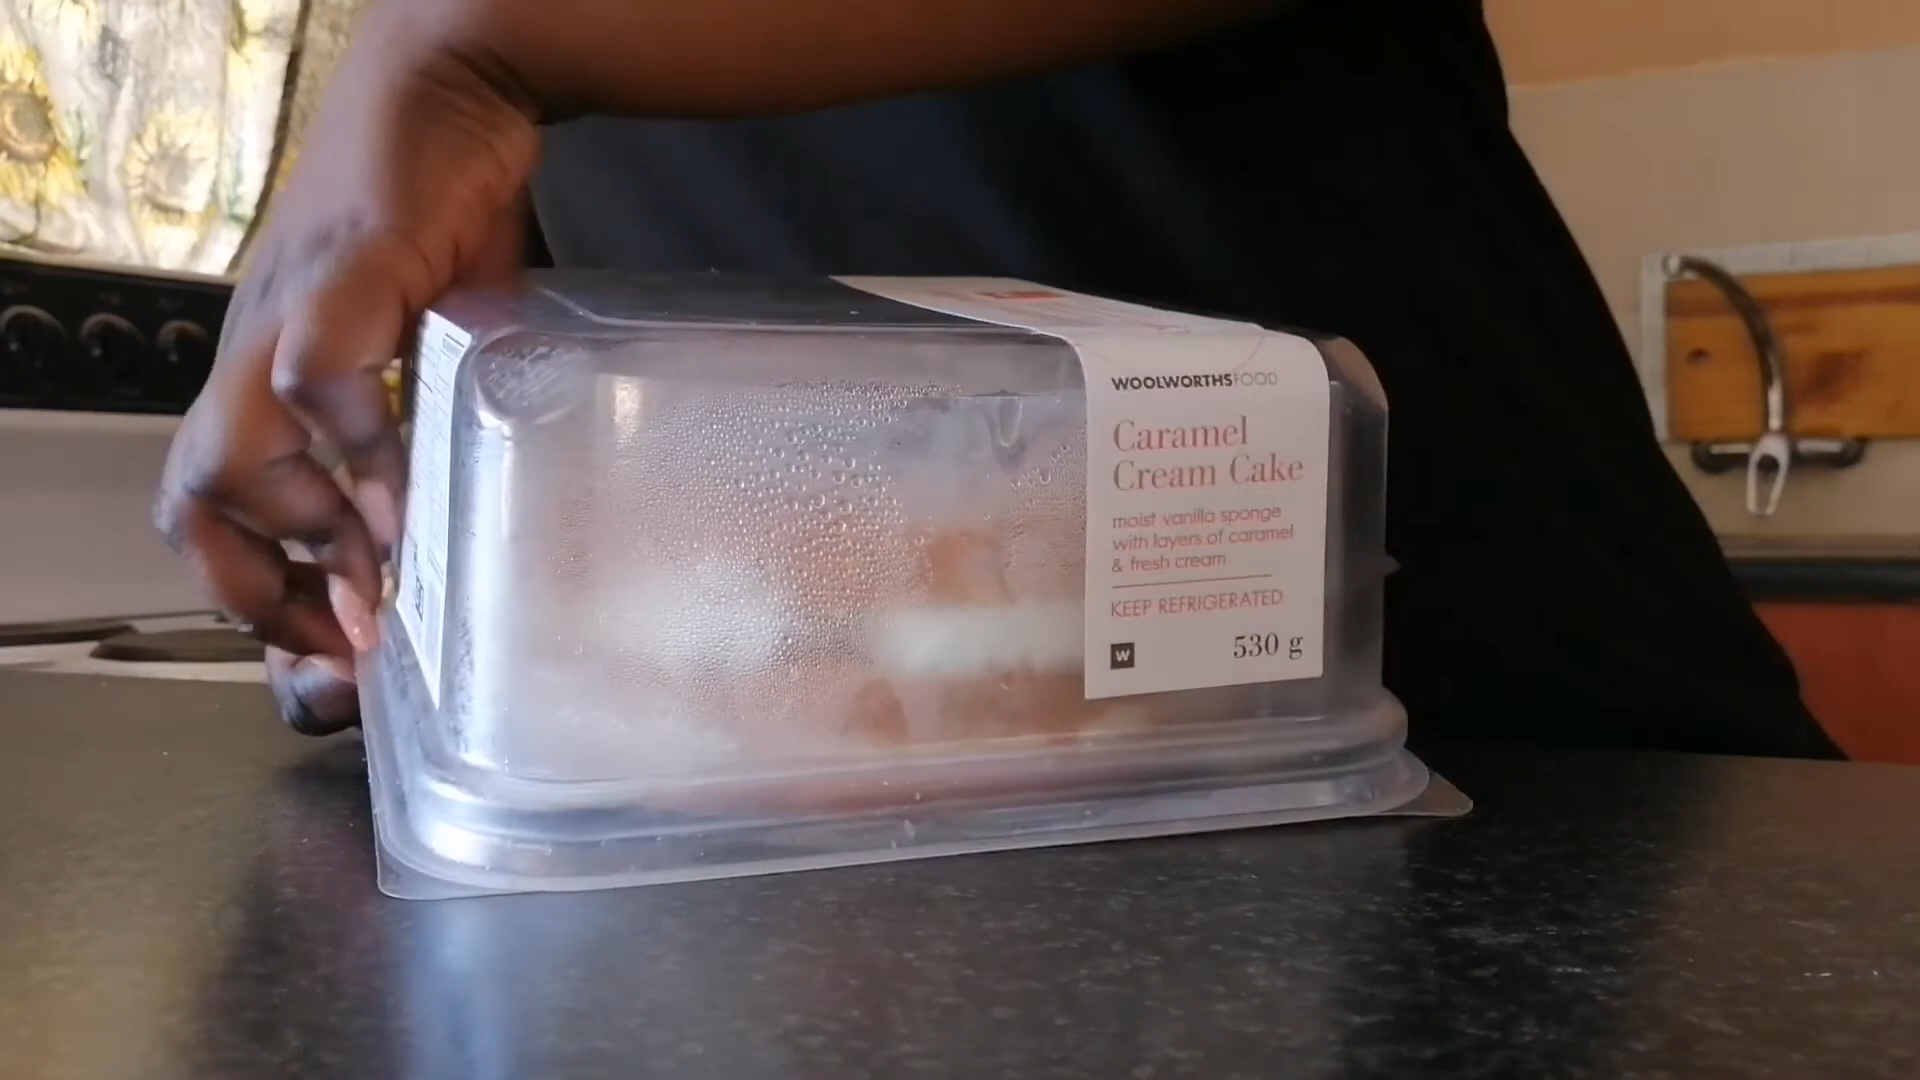 WOOLWORTHSFOOD
Caramel
Cream Cake
moist vanilla sponge
with layers of caramel
& fresh cream
KEEP REFRIGERATED
W
530 g